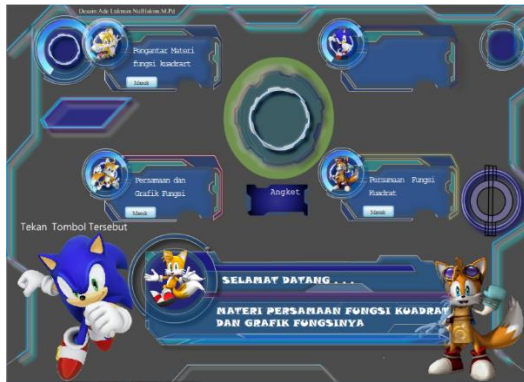 Desain Ade Lukman Nulhakim M.Pd
Pengantar Materi
fungsi kuadrart
Masuk
Persamaan dan
Grafik Fungsi
Masuk
Angket
Persamaan Fungsi
Kuadrat
Masuk
Tekan Tombol Tersebut
SELAMAT DATANG . . .
MATERI PERSAMAAN FUNGSI KUADRAT
DAN GRAFIK FUNGSINYA